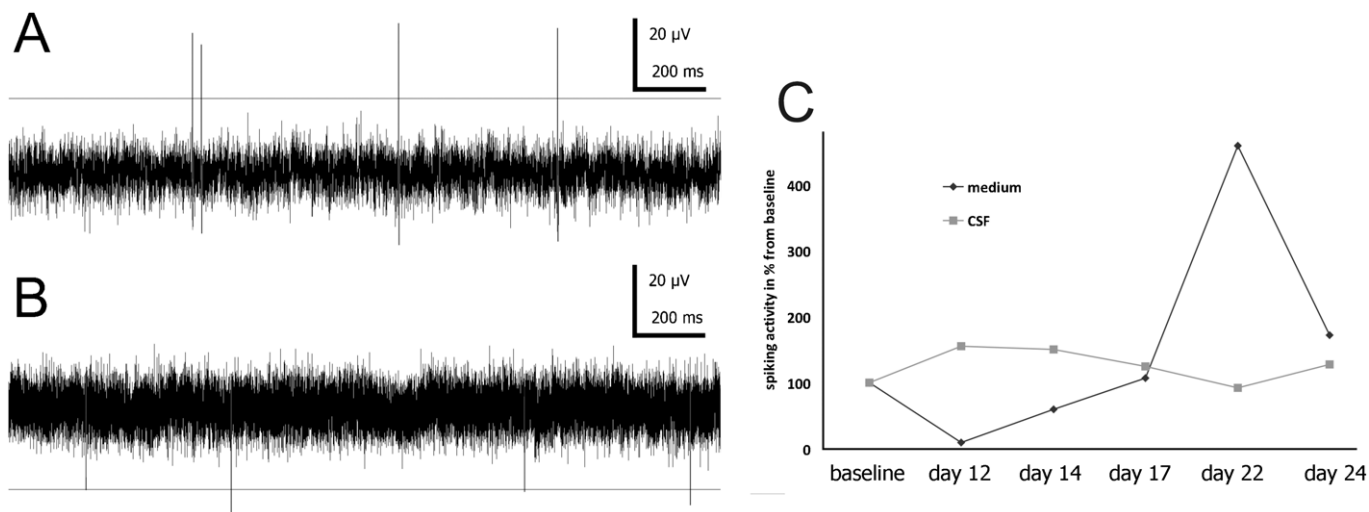 A
20 µV
200 ms
B
20 µV
200 ms
C
spiking activity in % from baseline
400
300
200
100
0
medium
CSF
baseline day 12 day 14 day 17 day 22 day 24